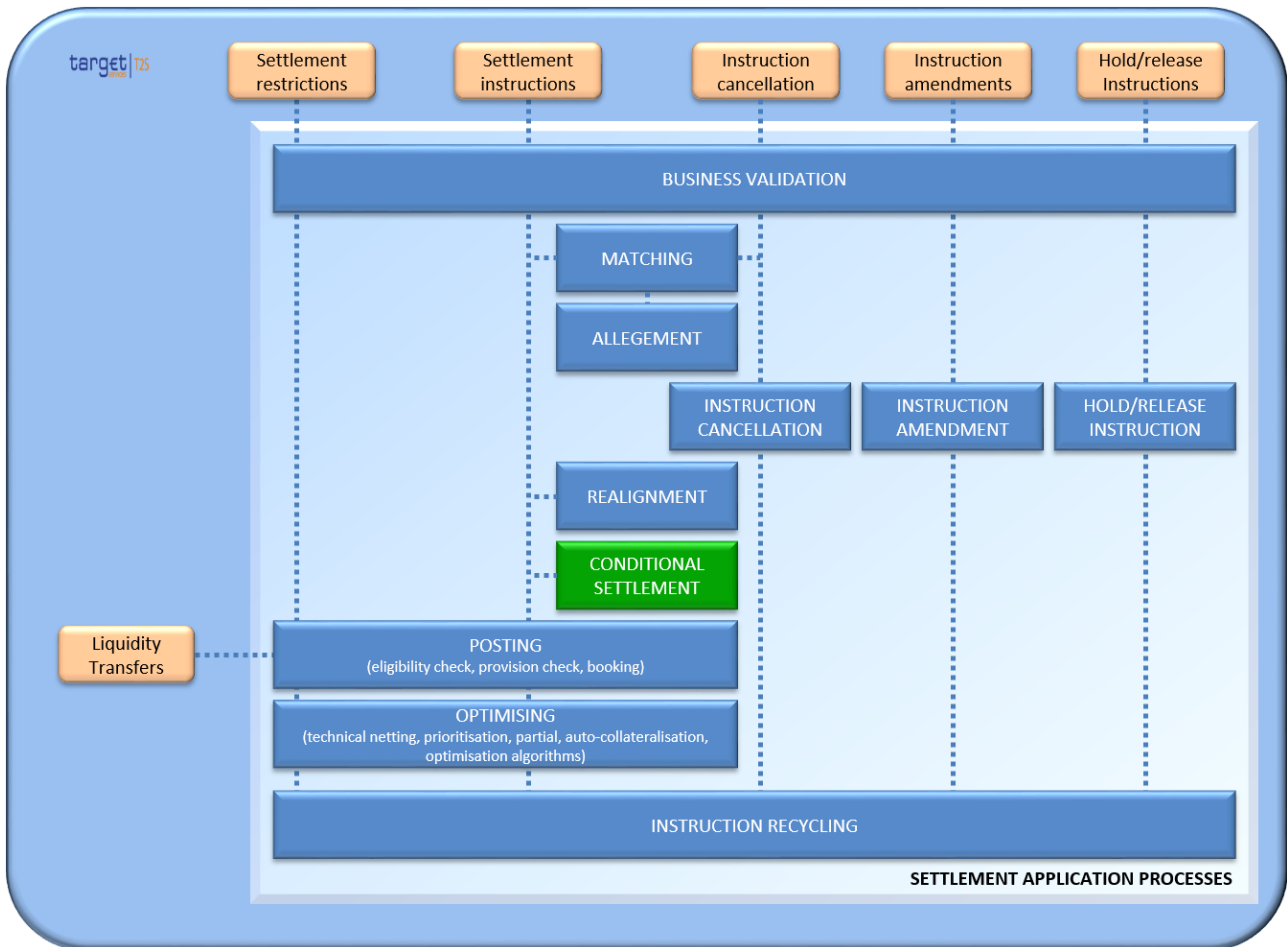 target|T2S
SERVICES
Settlement
restrictions
Settlement
instructions
Instruction
cancellation
Instruction
amendments
Hold/release
Instructions
BUSINESS VALIDATION
MATCHING
ALLEGEMENT
INSTRUCTION
CANCELLATION
INSTRUCTION
AMENDMENT
HOLD/RELEASE
INSTRUCTION
REALIGNMENT
CONDITIONAL
SETTLEMENT
Liquidity
Transfers
POSTING
(eligibility check, provision check, booking)
OPTIMISING
(technical netting, prioritisation, partial, auto-collateralisation,
optimisation algorithms)
INSTRUCTION RECYCLING
SETTLEMENT APPLICATION PROCESSES